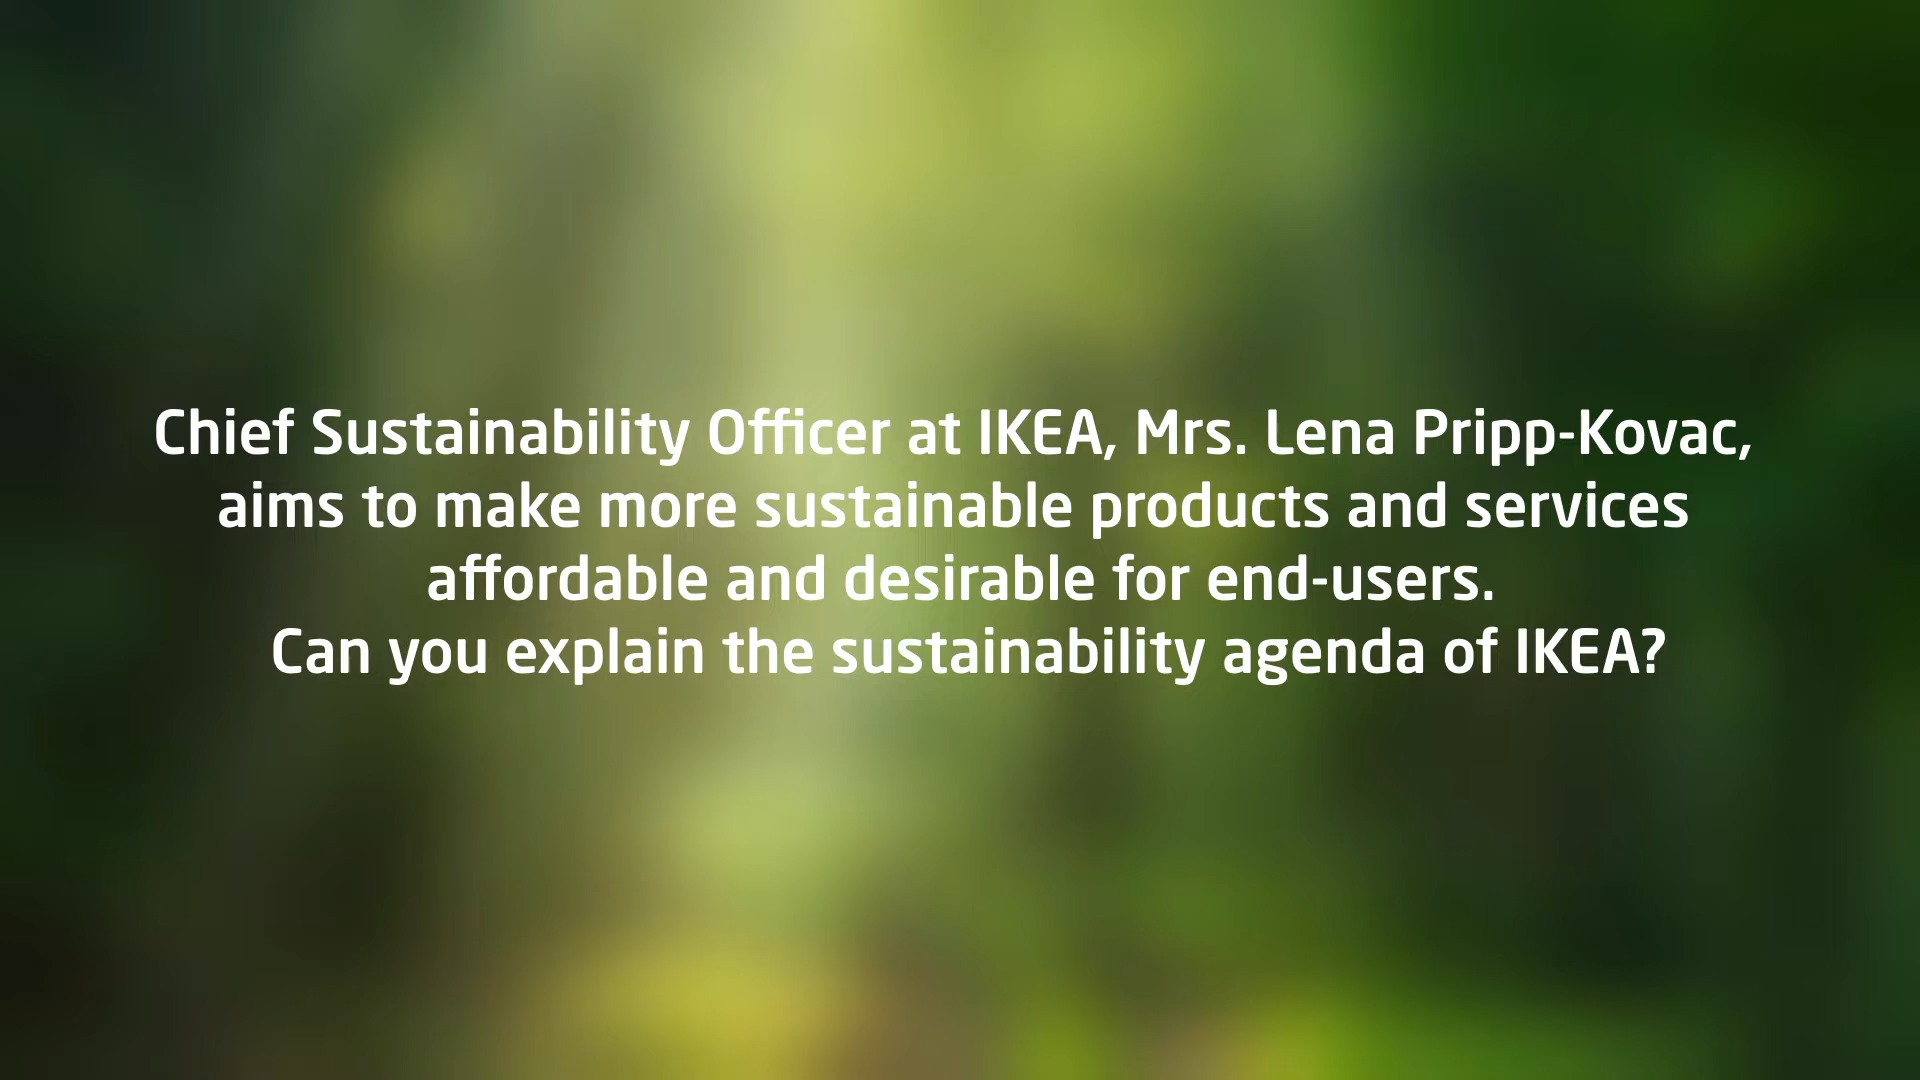 Chief Sustainability Officer at IKEA, Mrs. Lena Pripp-Kovac,
aims to make more sustainable products and services
affordable and desirable for end-users.
Can you explain the sustainability agenda of IKEA?